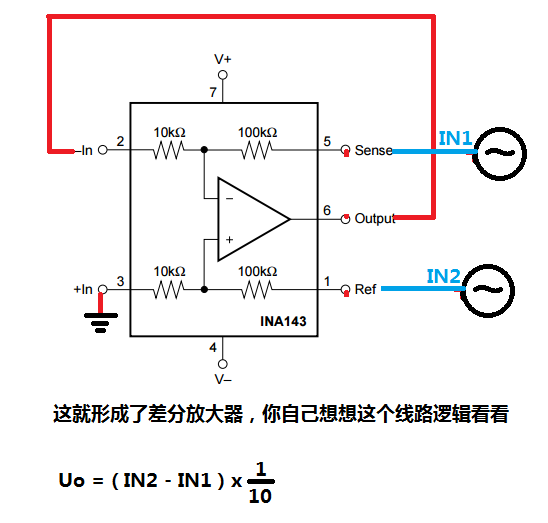 V+
7
IN1
10kΩ
100kΩ
–In
2
5
Sense
−
6
Output
+
IN2
10kΩ
100kΩ
+In
3
1
Ref
INA143
4
V–
这就形成了差分放大器，你自己想想这个线路逻辑看看
Uo = ( IN2 - IN1 ) x 1
10